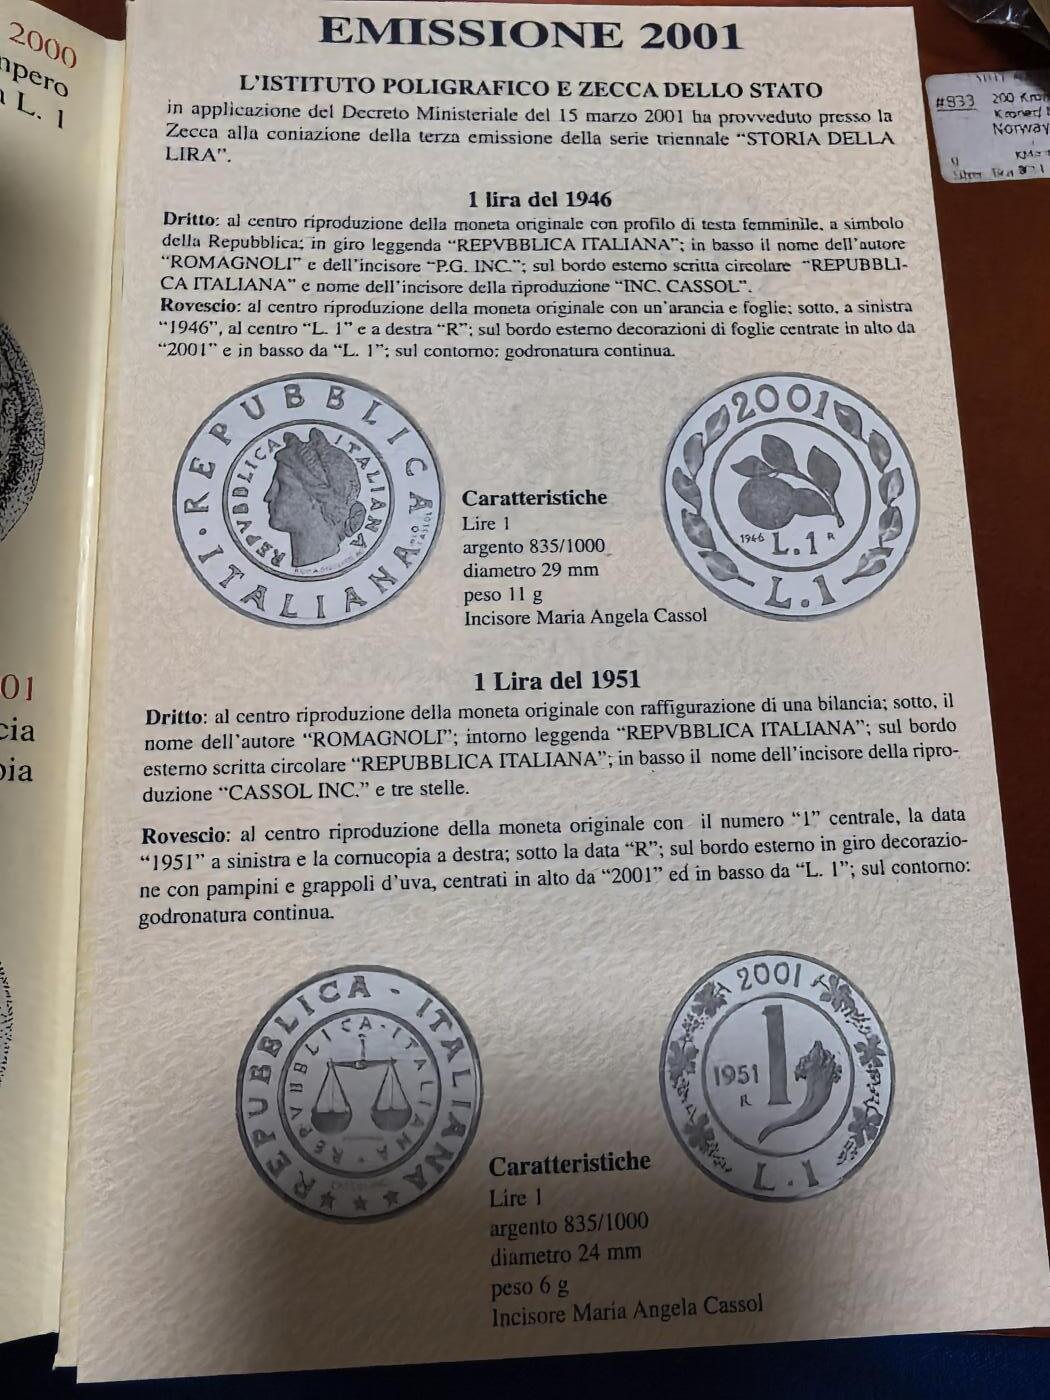 2000
L. 1
01
EMISSIONE 2001
L'ISTITUTO POLIGRAFICO E ZECCA DELLO STATO
in applicazione del Decreto Ministeriale del 15 marzo 2001 ha provveduto presso la
Zecca alla coniazione della terza emissione della serie triennale “STORIA DELLA
LIRA”.
1 lira del 1946
Dritto: al centro riproduzione della moneta originale con profilo di testa femminile, a simbolo
della Repubblica; in giro leggenda “REPVBBLICA ITALIANA”; in basso il nome dell'autore
“ROMAGNOLI” e dell'incisore “P.G. INC.”; sul bordo esterno scritta circolare “REPUBBLI-
CA ITALIANA” e nome dell'incisore della riproduzione “INC. CASSOL”.
Rovescio: al centro riproduzione della moneta originale con un'arancia e foglie; sotto, a sinistra
“1946”, al centro “L. 1” e a destra “R”; sul bordo esterno decorazioni di foglie centrate in alto da
“2001” e in basso da “L. 1”; sul contorno: godronatura continua.
REPUBBLICA ITALIANA
REPVBBLICA ITALIANA
2001
1946 L.1 R
L.1
Caratteristiche
Lire 1
argento 835/1000
diametro 29 mm
peso 11 g
Incisore Maria Angela Cassol
1 Lira del 1951
Dritto: al centro riproduzione della moneta originale con raffigurazione di una bilancia; sotto, il
nome dell'autore “ROMAGNOLI”; intorno leggenda “REPVBBLICA ITALIANA”; sul bordo
esterno scritta circolare “REPUBBLICA ITALIANA”; in basso il nome dell'incisore della ripro-
duzione “CASSOL INC.” e tre stelle.
Rovescio: al centro riproduzione della moneta originale con il numero “1” centrale, la data
“1951” a sinistra e la cornucopia a destra; sotto la data “R”; sul bordo esterno in giro decorazio-
ne con pampini e grappoli d'uva, centrati in alto da “2001” ed in basso da “L. 1”; sul contorno:
godronatura continua.
REPUBBLICA - ITALIANA
REPVBBLICA - ITALIANA
2001
1951 1
R
L.1
Caratteristiche
Lire 1
argento 835/1000
diametro 24 mm
peso 6 g
Incisore Maria Angela Cassol
#833 200
Norway